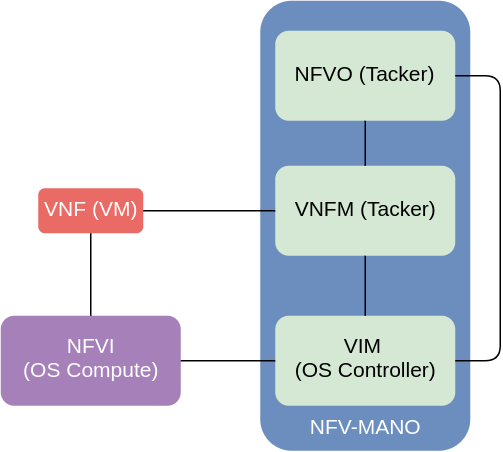 NFVO (Tacker)
VNF (VM)
VNFM (Tacker)
NFVI
(OS Compute)
VIM
(OS Controller)
NFV-MANO